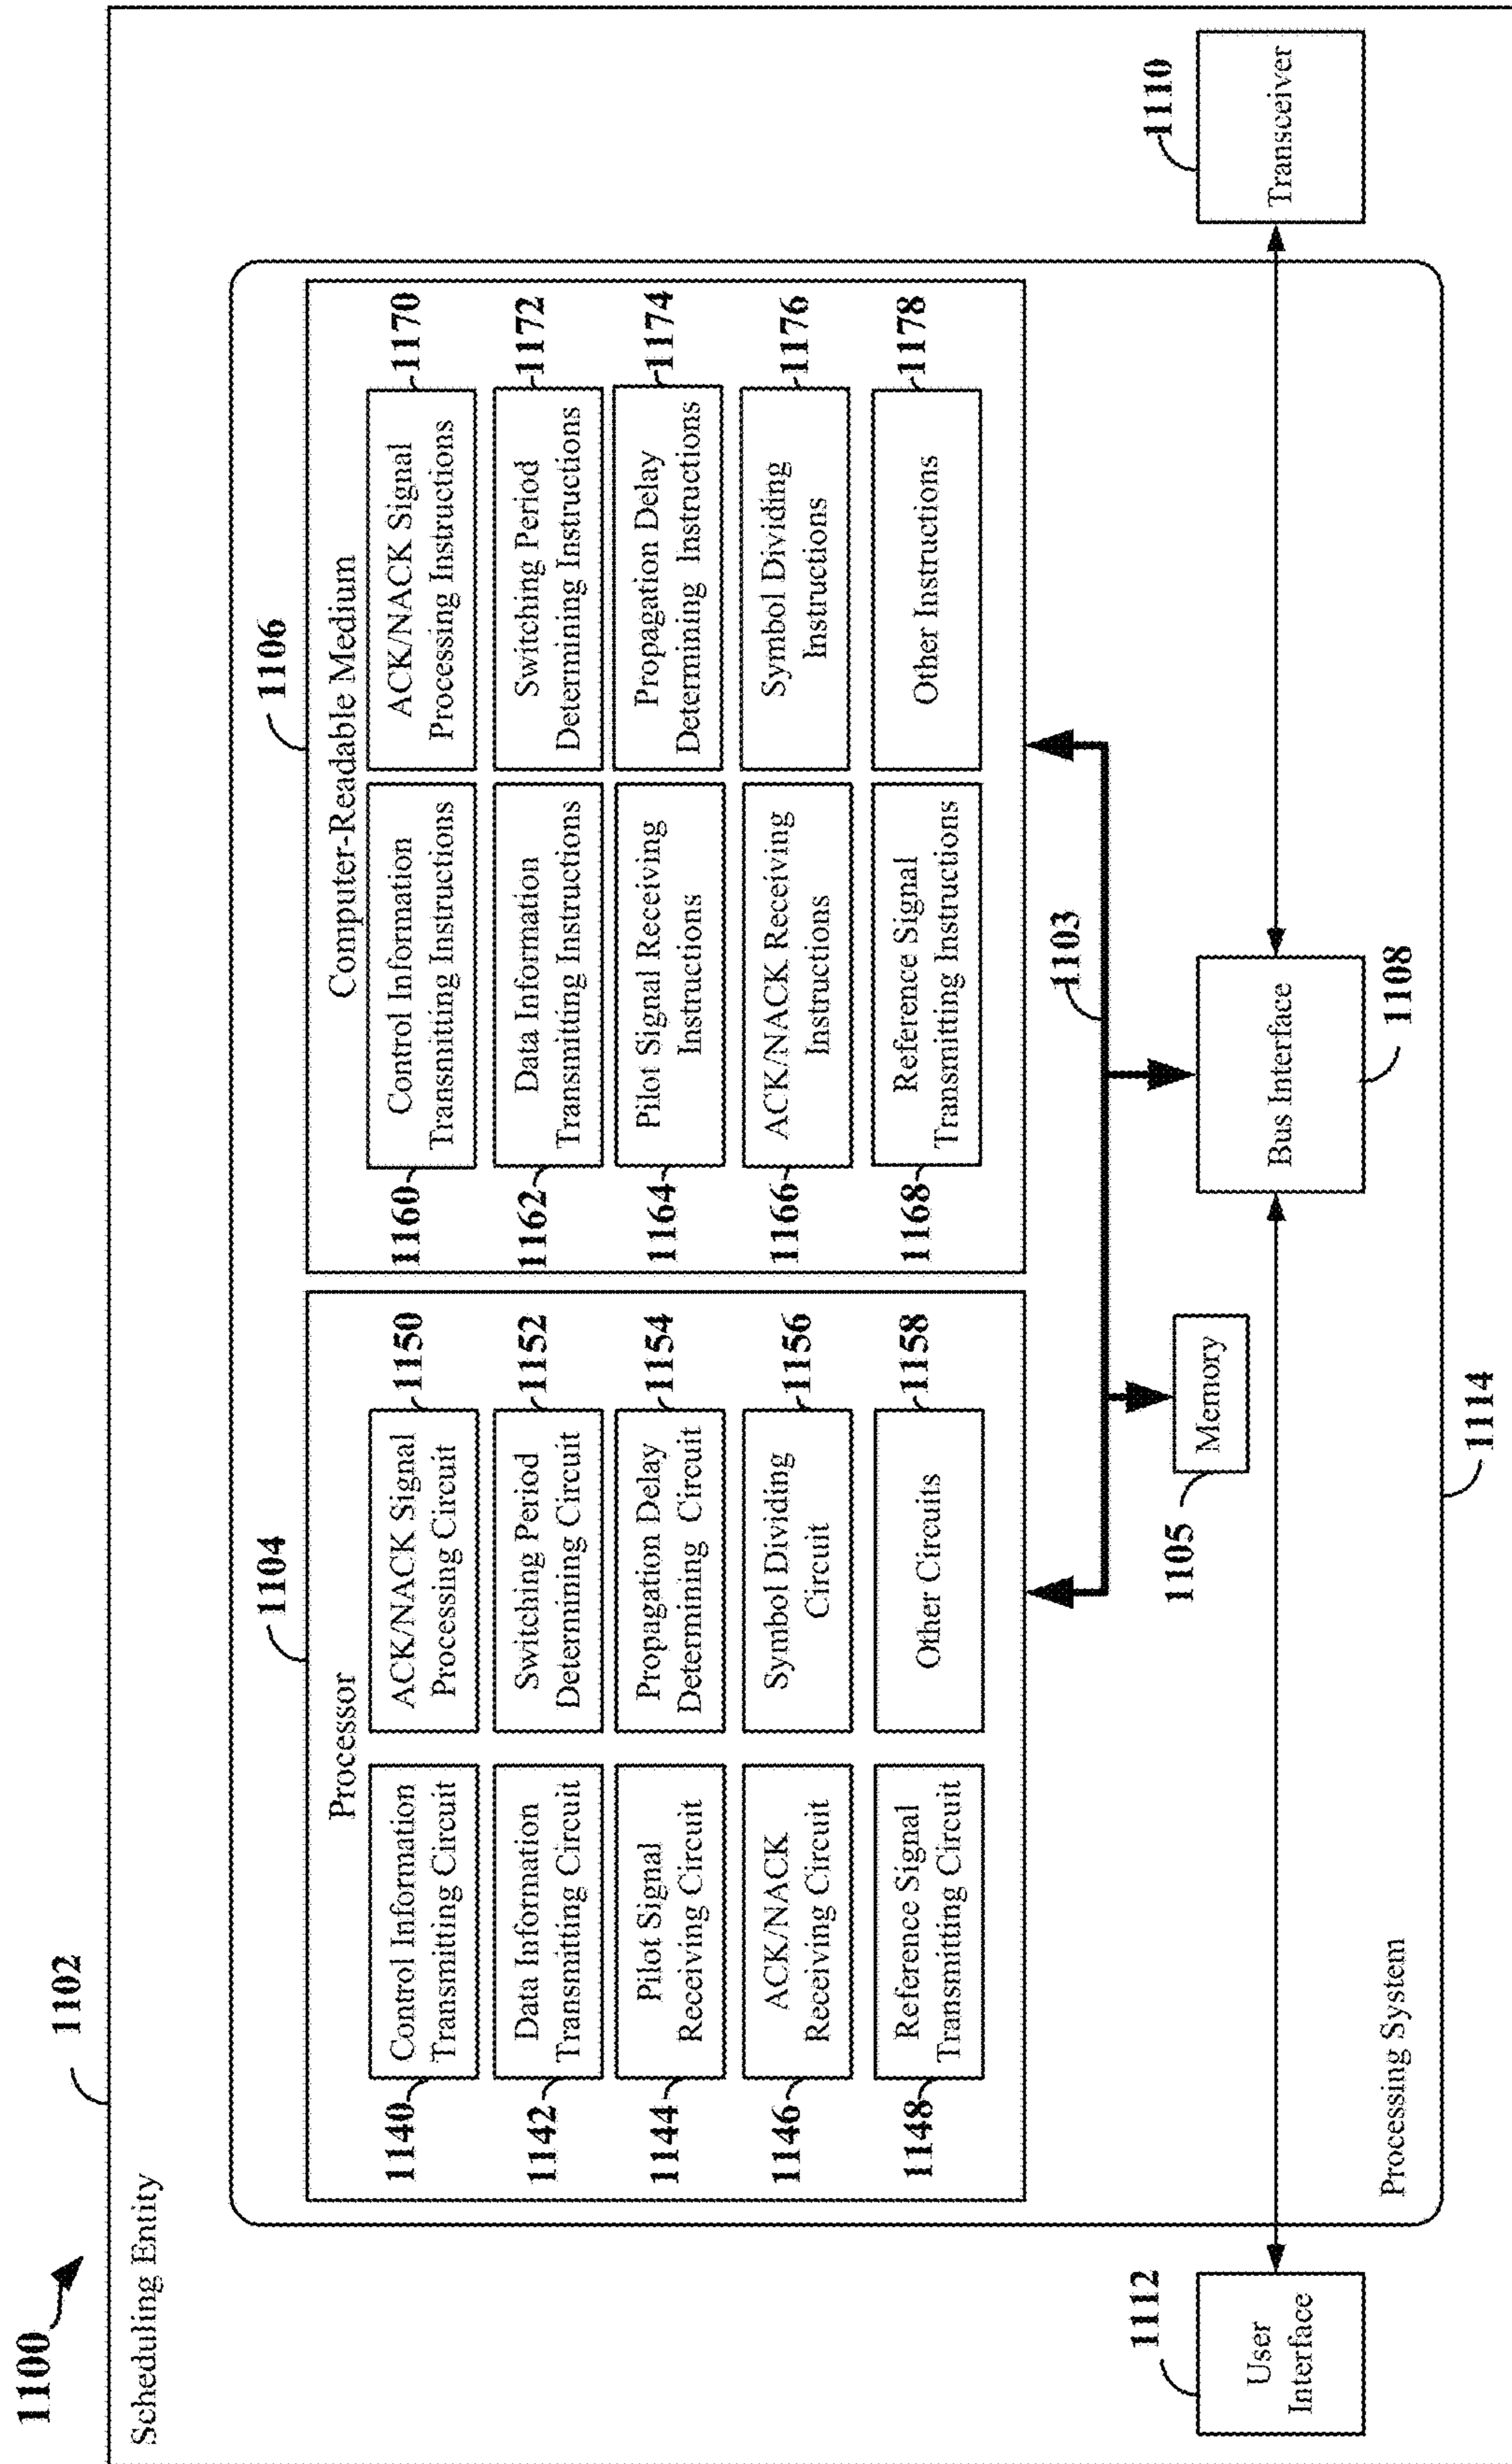 1100
1102
Scheduling Entity
1104
Processor
1140
Control Information
Transmitting Circuit
ACK/NACK Signal
Processing Circuit
1150
1142
Data Information
Transmitting Circuit
Switching Period
Determining Circuit
1152
1144
Pilot Signal
Receiving Circuit
Propagation Delay
Determining Circuit
1154
1146
ACK/NACK
Receiving Circuit
Symbol Dividing
Circuit
1156
1148
Reference Signal
Transmitting Circuit
Other Circuits
1158
1106
Computer-Readable Medium
1160
Control Information
Transmitting Instructions
ACK/NACK Signal
Processing Instructions
1170
1162
Data Information
Transmitting Instructions
Switching Period
Determining Instructions
1172
1164
Pilot Signal Receiving
Instructions
Propagation Delay
Determining Instructions
1174
1166
ACK/NACK Receiving
Instructions
Symbol Dividing
Instructions
1176
1168
Reference Signal
Transmitting Instructions
Other Instructions
1178
1103
1105
Memory
1112
User
Interface
Bus Interface
1108
1110
Transceiver
Processing System
1114